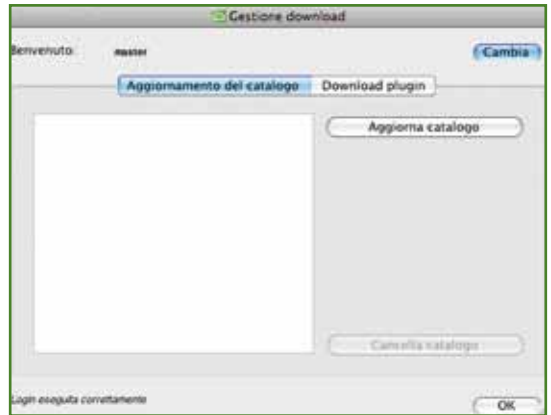 Gestione download
Benvenuto: master
Cambia
Aggiornamento del catalogo Download plugin
Aggiorna catalogo
Cancella catalogo
Login eseguita correttamente
OK